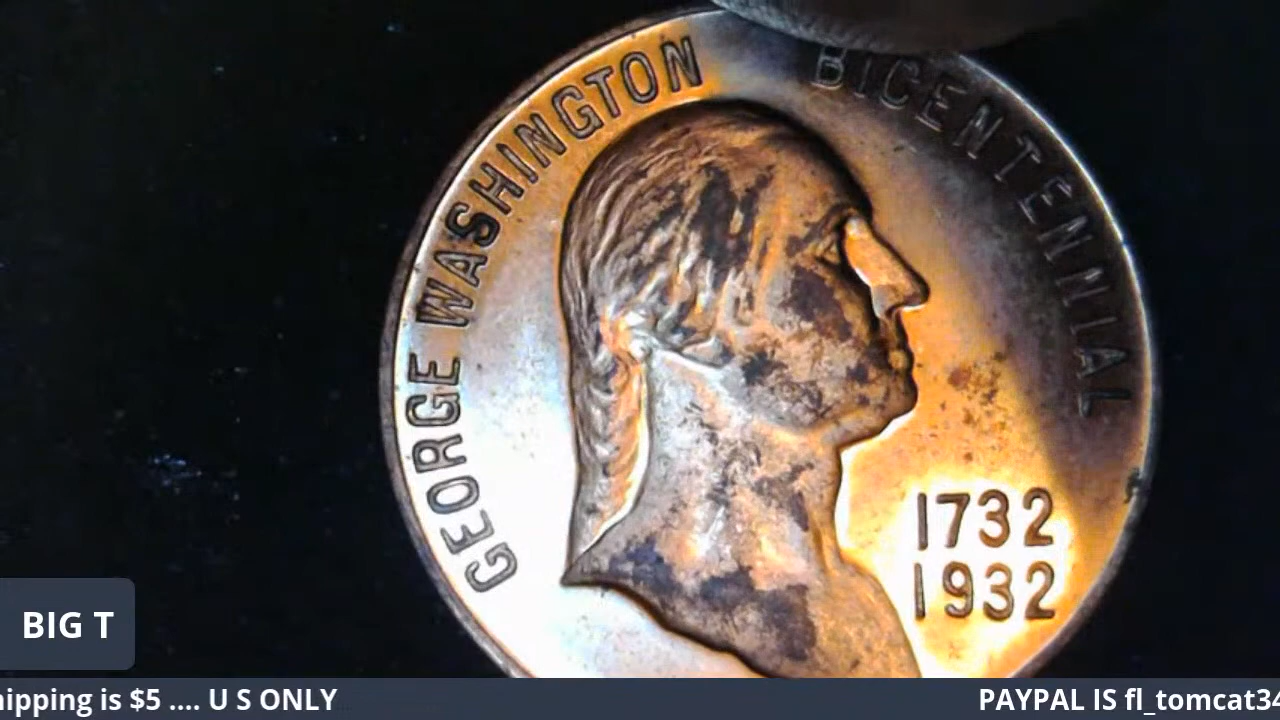 GEORGE WASHINGTON BICENTENNIAL
1732
1932
BIG T
hipping is $5 .... U S ONLY
PAYPAL IS fl_tomcat34